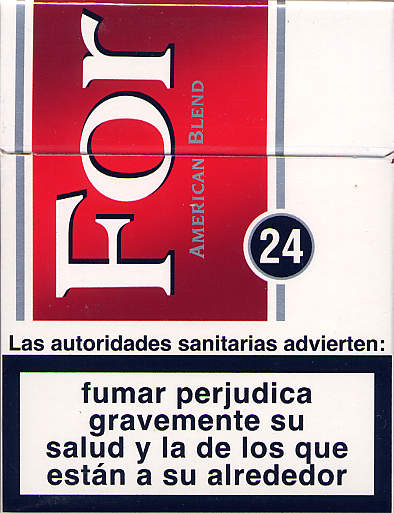 For
AMERICAN BLEND
24
Las autoridades sanitarias advierten:
fumar perjudica
gravemente su
salud y la de los que
están a su alrededor